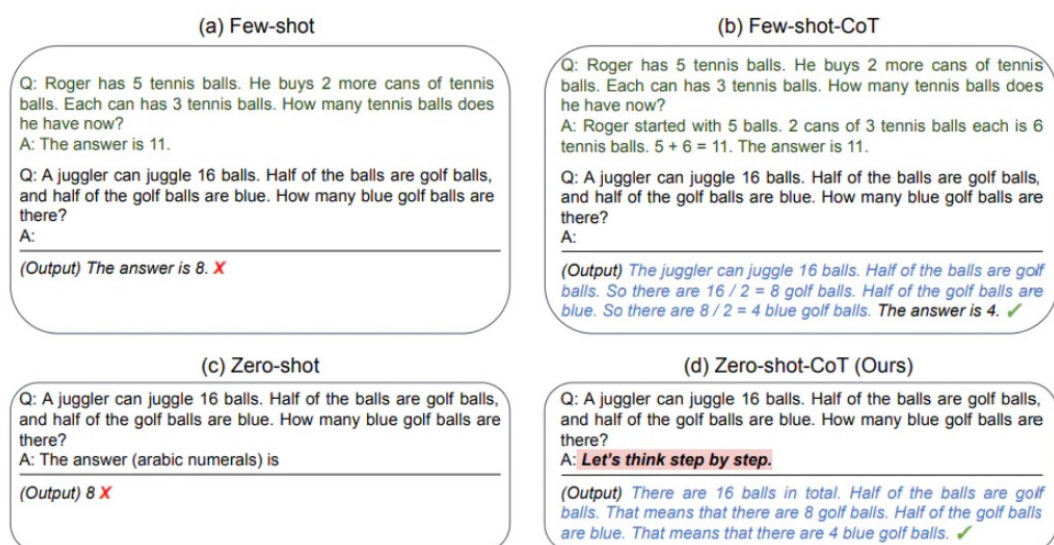 (a) Few-shot
Q: Roger has 5 tennis balls. He buys 2 more cans of tennis
balls. Each can has 3 tennis balls. How many tennis balls does
he have now?
A: The answer is 11.
Q: A juggler can juggle 16 balls. Half of the balls are golf balls,
and half of the golf balls are blue. How many blue golf balls are
there?
A:
(Output) The answer is 8. ✗
(b) Few-shot-CoT
Q: Roger has 5 tennis balls. He buys 2 more cans of tennis
balls. Each can has 3 tennis balls. How many tennis balls does
he have now?
A: Roger started with 5 balls. 2 cans of 3 tennis balls each is 6
tennis balls. 5 + 6 = 11. The answer is 11.
Q: A juggler can juggle 16 balls. Half of the balls are golf balls,
and half of the golf balls are blue. How many blue golf balls are
there?
A:
(Output) The juggler can juggle 16 balls. Half of the balls are golf
balls. So there are 16 / 2 = 8 golf balls. Half of the golf balls are
blue. So there are 8 / 2 = 4 blue golf balls. The answer is 4. ✓
(c) Zero-shot
Q: A juggler can juggle 16 balls. Half of the balls are golf balls,
and half of the golf balls are blue. How many blue golf balls are
there?
A: The answer (arabic numerals) is
(Output) 8 ✗
(d) Zero-shot-CoT (Ours)
Q: A juggler can juggle 16 balls. Half of the balls are golf balls,
and half of the golf balls are blue. How many blue golf balls are
there?
A: Let's think step by step.
(Output) There are 16 balls in total. Half of the balls are golf
balls. That means that there are 8 golf balls. Half of the golf balls
are blue. That means that there are 4 blue golf balls. ✓